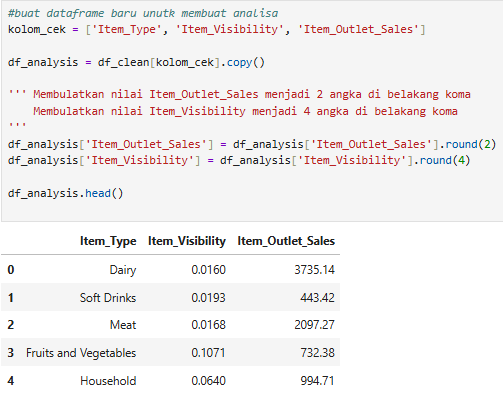 #buat dataframe baru unutk membuat analisa
kolom_cek = ['Item_Type', 'Item_Visibility', 'Item_Outlet_Sales']
df_analysis = df_clean[kolom_cek].copy()
''' Membulatkan nilai Item_Outlet_Sales menjadi 2 angka di belakang koma
    Membulatkan nilai Item_Visibility menjadi 4 angka di belakang koma
'''
df_analysis['Item_Outlet_Sales'] = df_analysis['Item_Outlet_Sales'].round(2)
df_analysis['Item_Visibility'] = df_analysis['Item_Visibility'].round(4)
df_analysis.head()
Item_Type Item_Visibility Item_Outlet_Sales
0 Dairy 0.0160 3735.14
1 Soft Drinks 0.0193 443.42
2 Meat 0.0168 2097.27
3 Fruits and Vegetables 0.1071 732.38
4 Household 0.0640 994.71